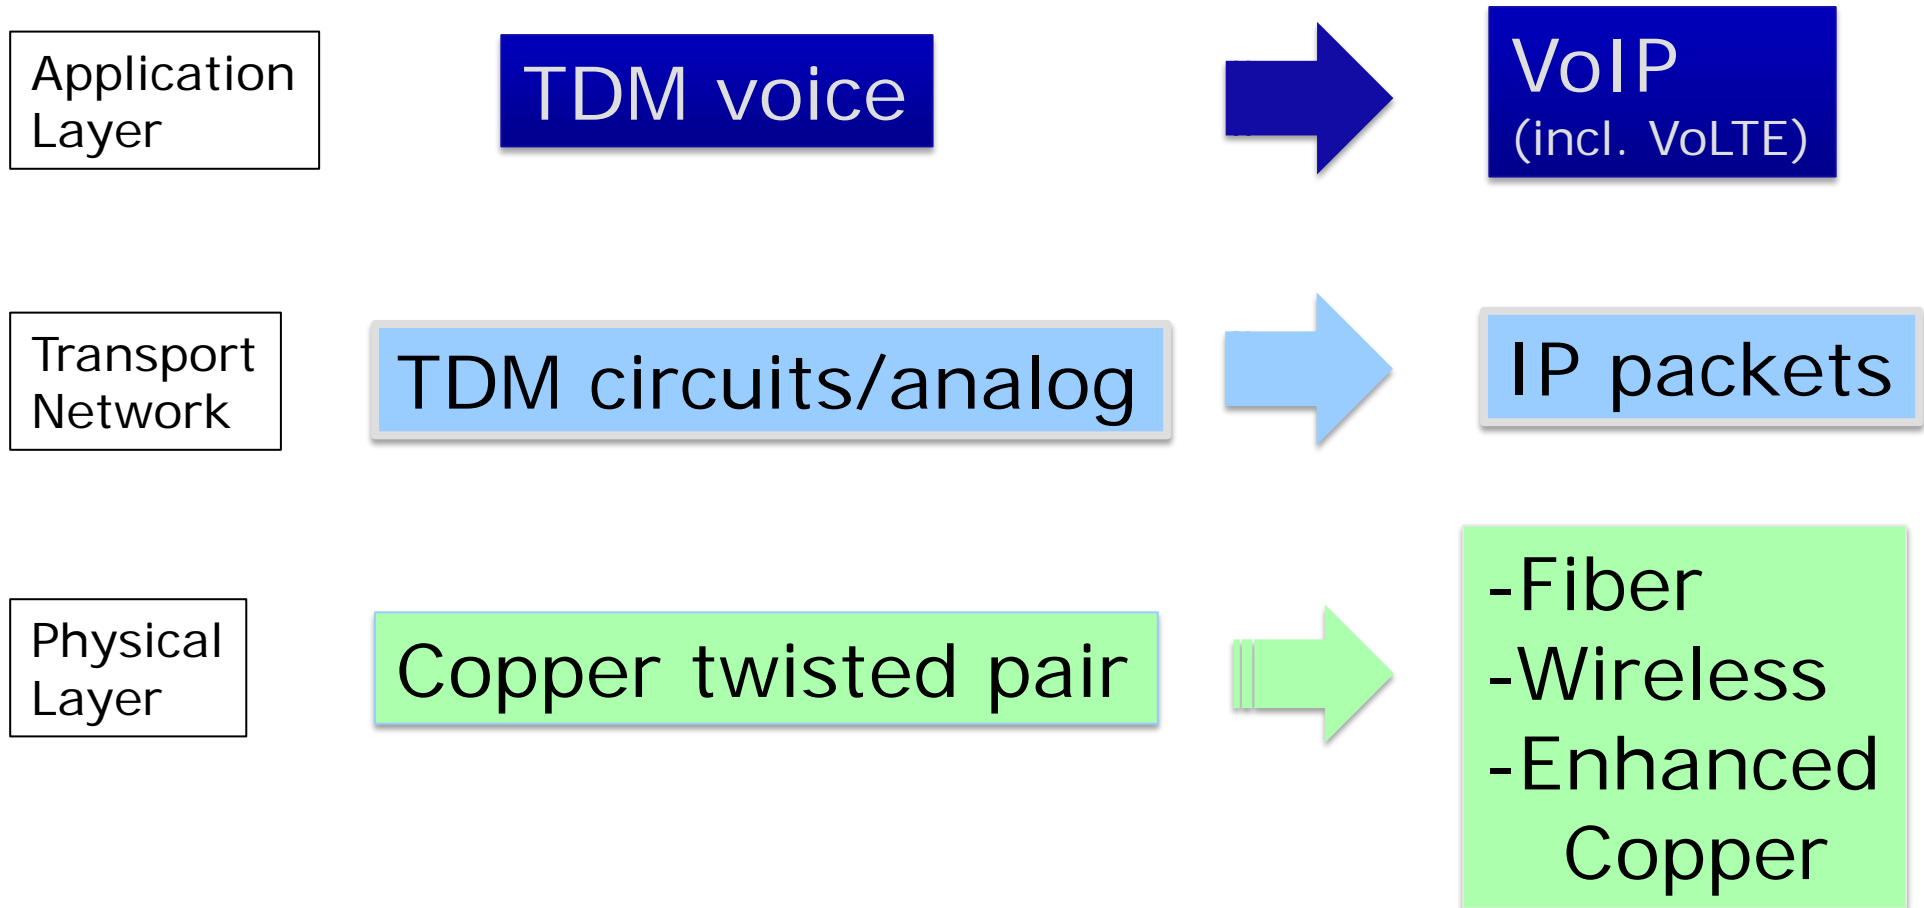 Application
Layer
TDM voice
VoIP
(incl. VoLTE)
Transport
Network
TDM circuits/analog
IP packets
Physical
Layer
Copper twisted pair
-Fiber
-Wireless
-Enhanced
Copper